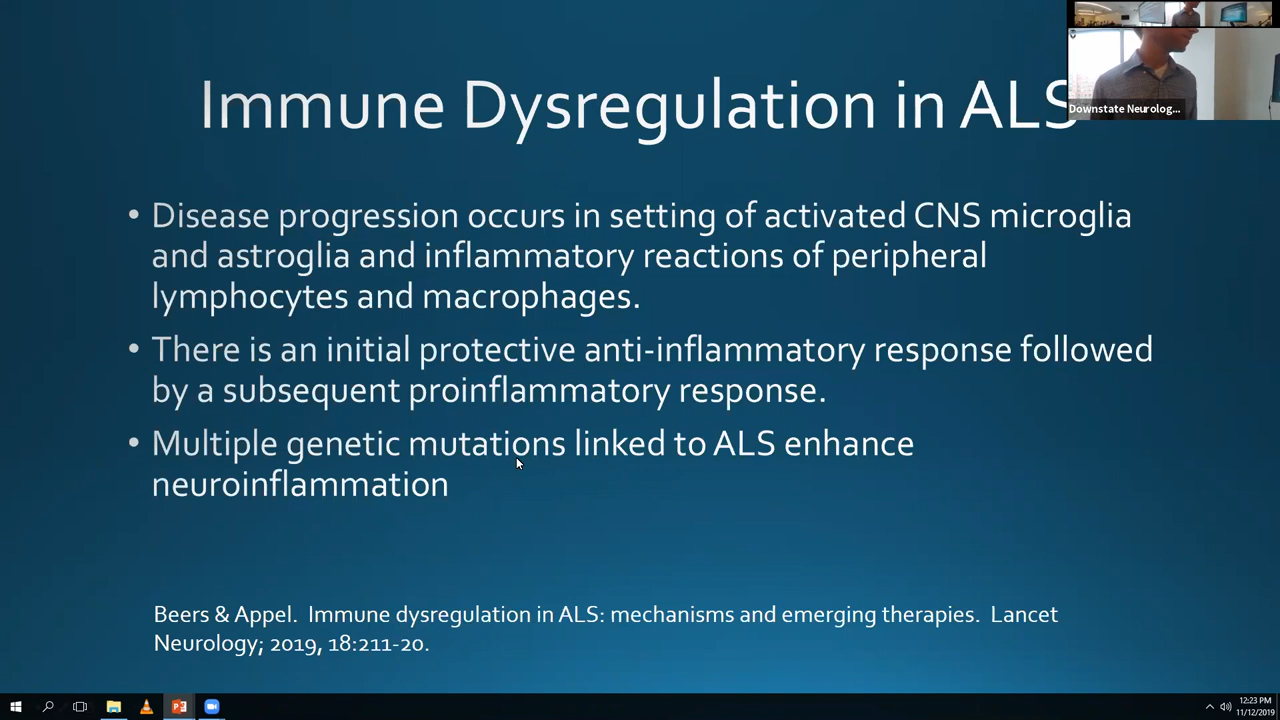 Immune Dysregulation in ALS
Downstate Neurolog...
• Disease progression occurs in setting of activated CNS microglia
and astroglia and inflammatory reactions of peripheral
lymphocytes and macrophages.
• There is an initial protective anti-inflammatory response followed
by a subsequent proinflammatory response.
• Multiple genetic mutations linked to ALS enhance
neuroinflammation
Beers & Appel. Immune dysregulation in ALS: mechanisms and emerging therapies. Lancet
Neurology; 2019, 18:211-20.
12:23 PM
11/12/2019